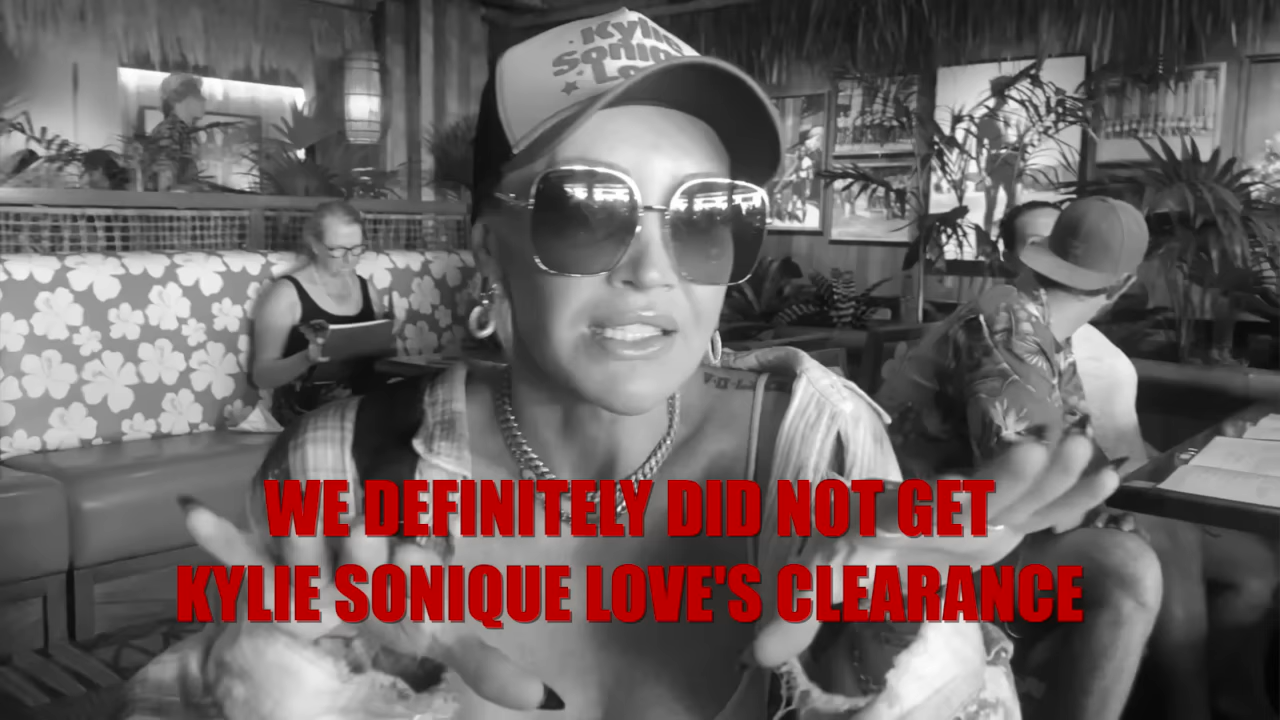 Kylie
Sonique
Love
WE DEFINITELY DID NOT GET
KYLIE SONIQUE LOVE'S CLEARANCE